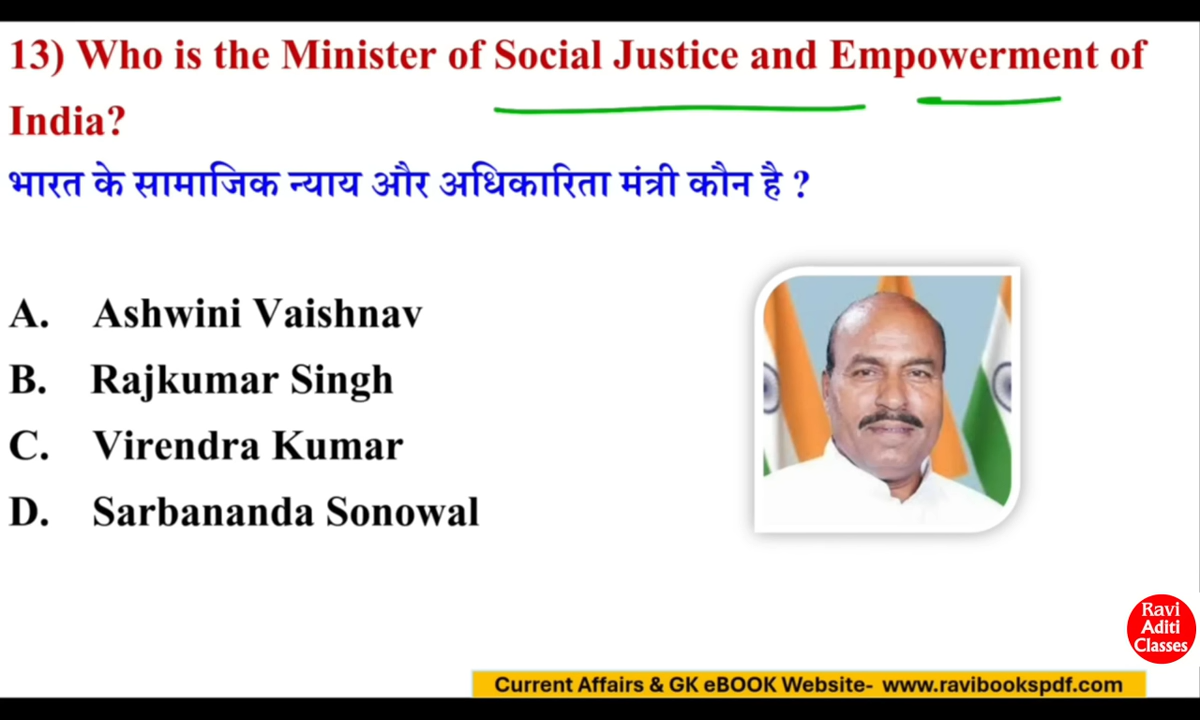 13) Who is the Minister of Social Justice and Empowerment of
India?
भारत के सामाजिक न्याय और अधिकारिता मंत्री कौन है ?
A. Ashwini Vaishnav
B. Rajkumar Singh
C. Virendra Kumar
D. Sarbananda Sonowal
Ravi
Aditi
Classes
Current Affairs & GK eBOOK Website- www.ravibookspdf.com